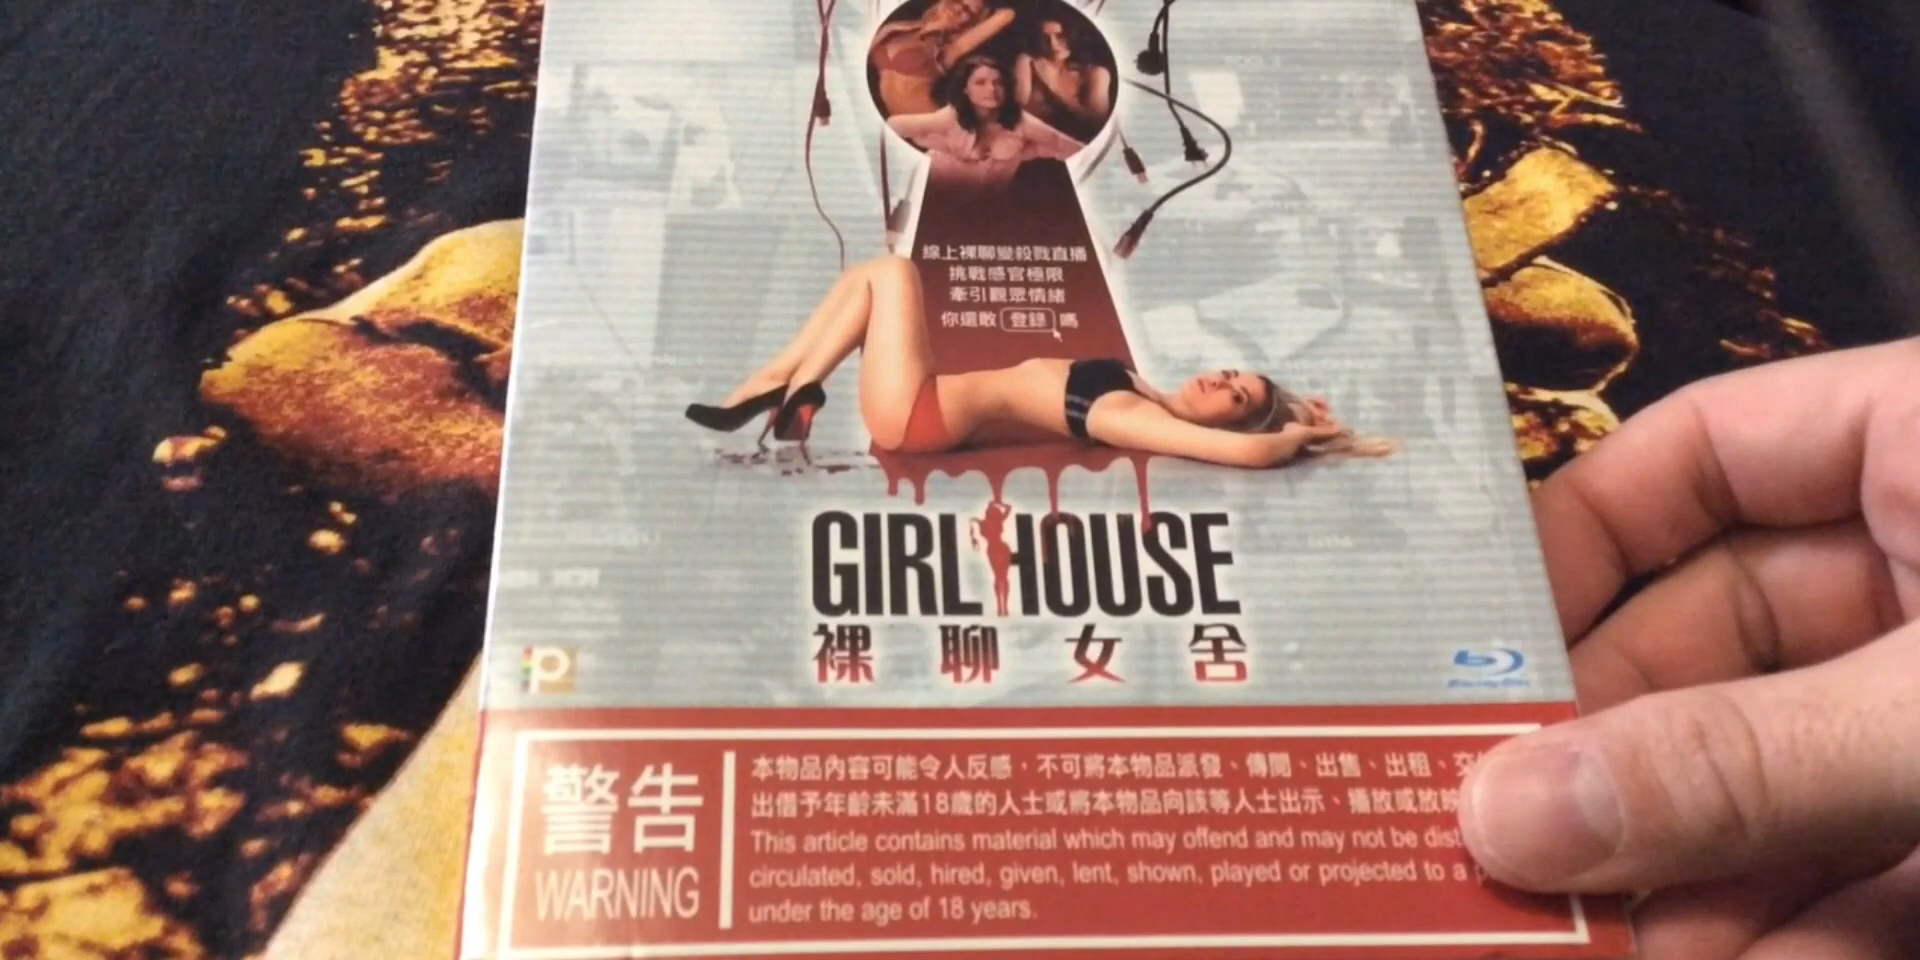 線上裸聊變殺戮直播
挑戰感官極限
牽引觀眾情緒
你還敢 登錄 嗎
GIRL HOUSE
裸聊女舍
Blu-ray Disc
警告
WARNING
本物品內容可能令人反感，不可將本物品派發、傳閱、出售、出租、交
出借予年齡未滿18歲的人士或將本物品向該等人士出示、播放或放映
This article contains material which may offend and may not be
circulated, sold, hired, given, lent, shown, played or projected to a
under the age of 18 years.